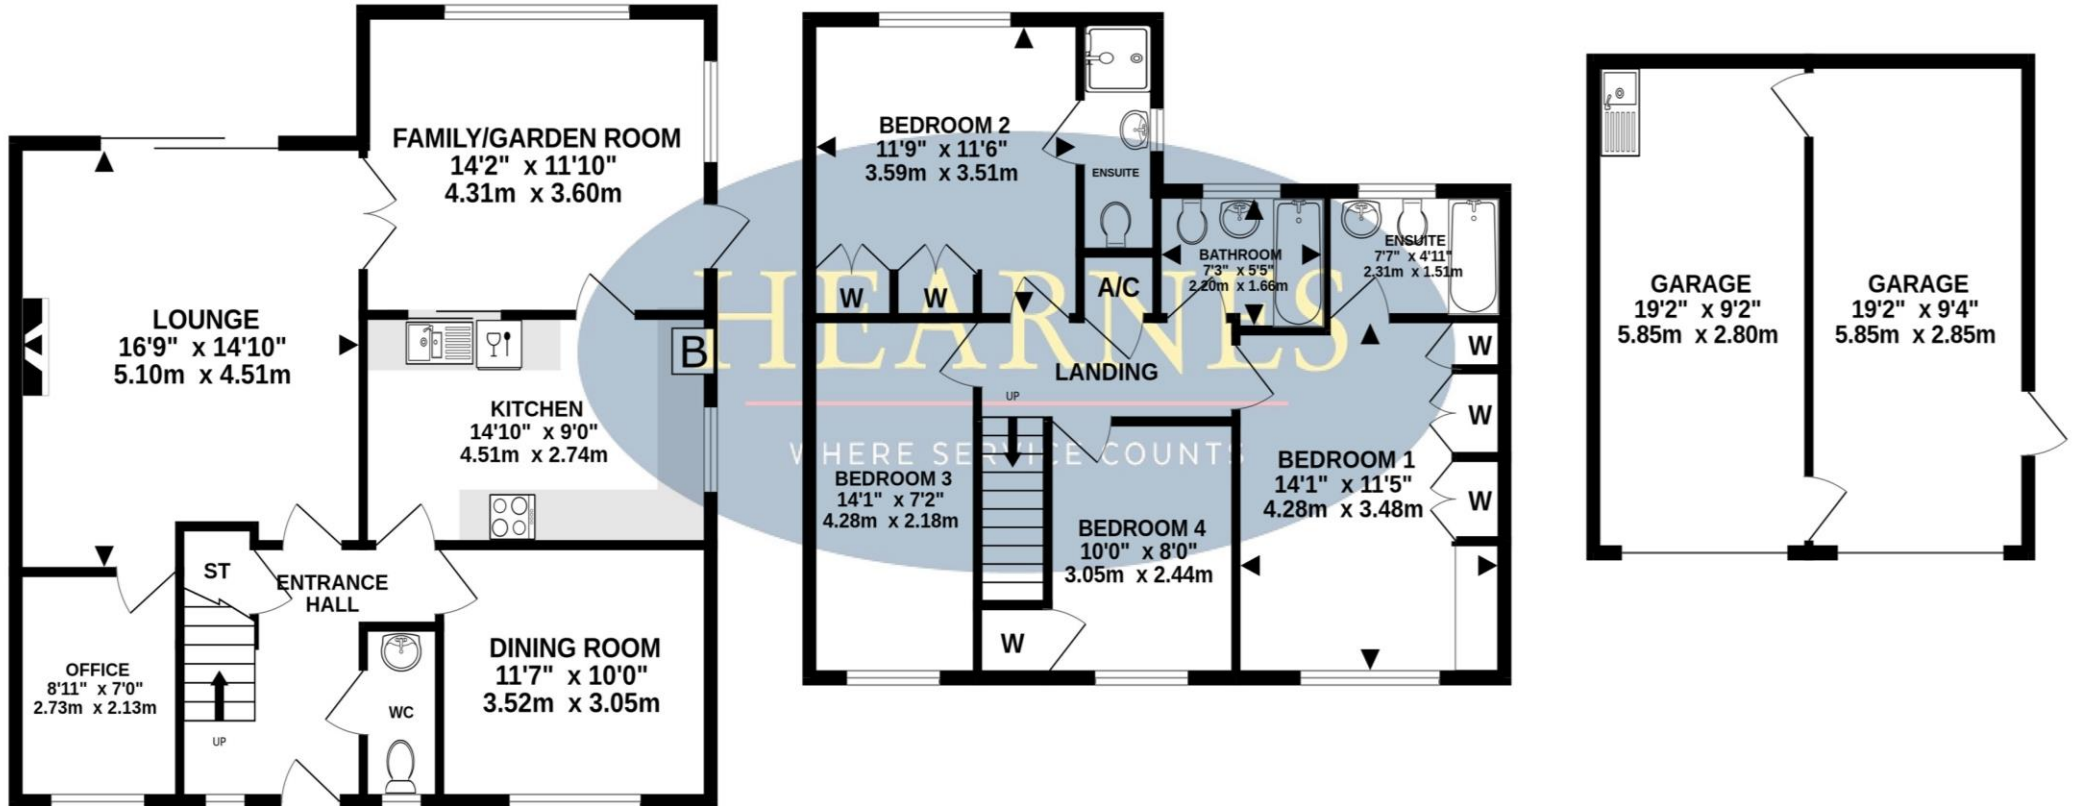 FAMILY/GARDEN ROOM
14'2" x 11'10"
4.31m x 3.60m
LOUNGE
16'9" x 14'10"
5.10m x 4.51m
B
KITCHEN
14'10" x 9'0"
4.51m x 2.74m
ST
ENTRANCE
HALL
OFFICE
8'11" x 7'0"
2.73m x 2.13m
UP
WC
DINING ROOM
11'7" x 10'0"
3.52m x 3.05m
BEDROOM 2
11'9" x 11'6"
3.59m x 3.51m
ENSUITE
BATHROOM
7'3" x 5'5"
2.20m x 1.66m
ENSUITE
7'7" x 4'11"
2.31m x 1.51m
W
W
A/C
HEARNES
WHERE SERVICE COUNTS
LANDING
UP
W
W
W
BEDROOM 1
14'1" x 11'5"
4.28m x 3.48m
BEDROOM 3
14'1" x 7'2"
4.28m x 2.18m
BEDROOM 4
10'0" x 8'0"
3.05m x 2.44m
W
GARAGE
19'2" x 9'2"
5.85m x 2.80m
GARAGE
19'2" x 9'4"
5.85m x 2.85m